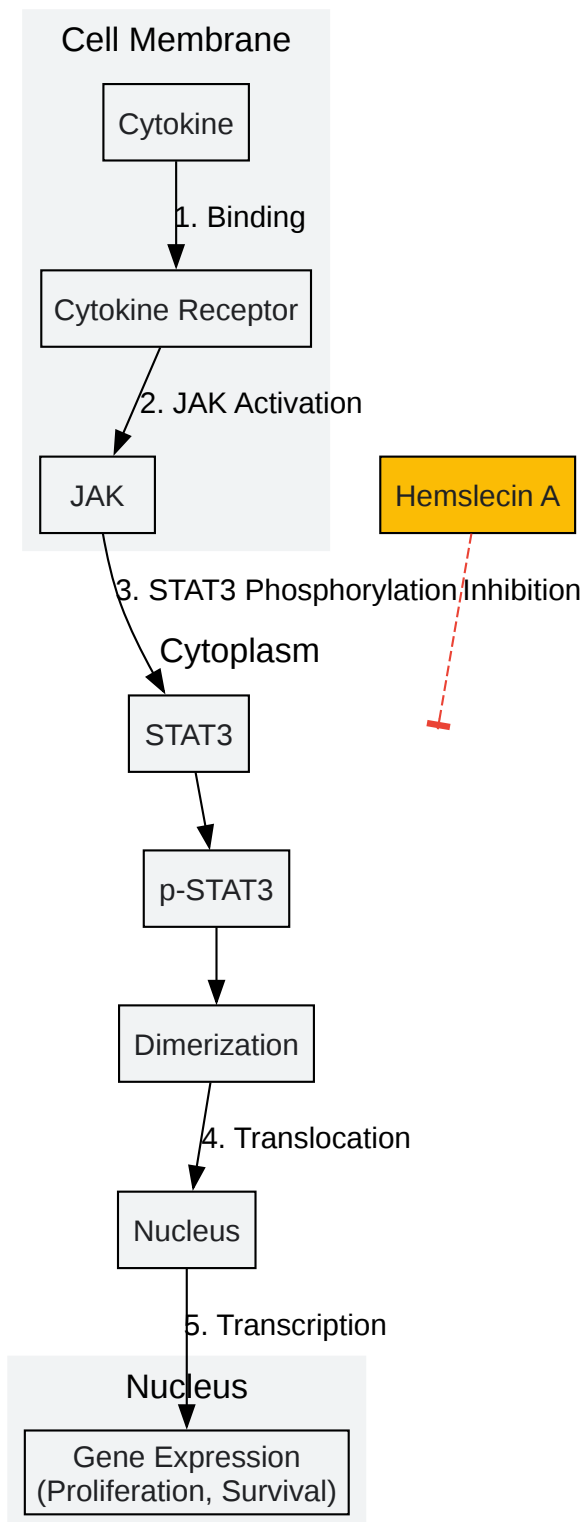 Cell Membrane
Cytokine
1. Binding
Cytokine Receptor
2. JAK Activation
JAK
Hemslecin A
3. STAT3 Phosphorylation
Inhibition
Cytoplasm
STAT3
p-STAT3
Dimerization
4. Translocation
Nucleus
5. Transcription
Nucleus
Gene Expression
(Proliferation, Survival)